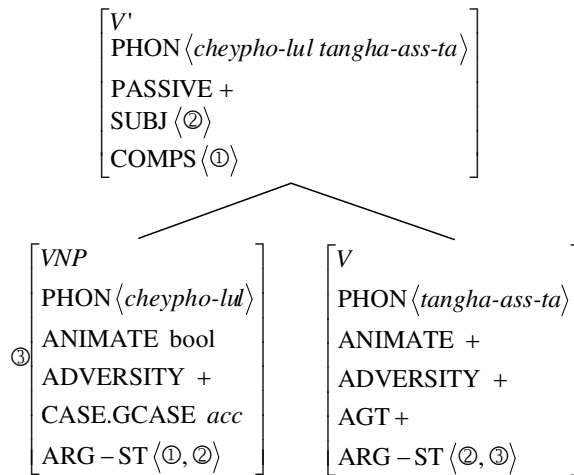 V'
PHON⟨cheypho-lul tangha-ass-ta⟩
PASSIVE +
SUBJ⟨②⟩
COMPS⟨①⟩
③
VNP
PHON⟨cheypho-lul⟩
ANIMATE bool
ADVERSITY +
CASE.GCASE acc
ARG – ST⟨①, ②⟩
V
PHON⟨tangha-ass-ta⟩
ANIMATE +
ADVERSITY +
AGT +
ARG – ST⟨②, ③⟩